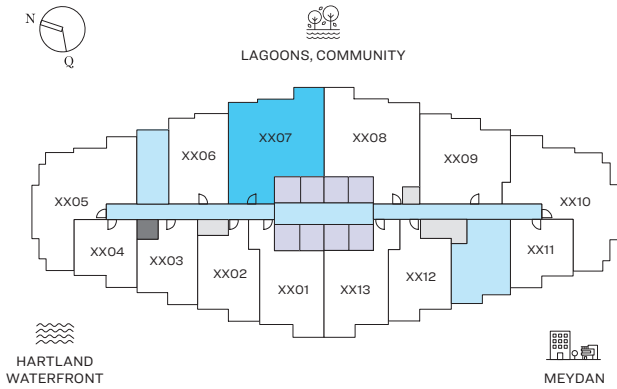 N
Q
LAGOONS, COMMUNITY
XX07
XX08
XX06
XX09
XX05
XX10
XX04
XX03
XX02
XX01
XX13
XX12
XX11
HARTLAND
WATERFRONT
MEYDAN